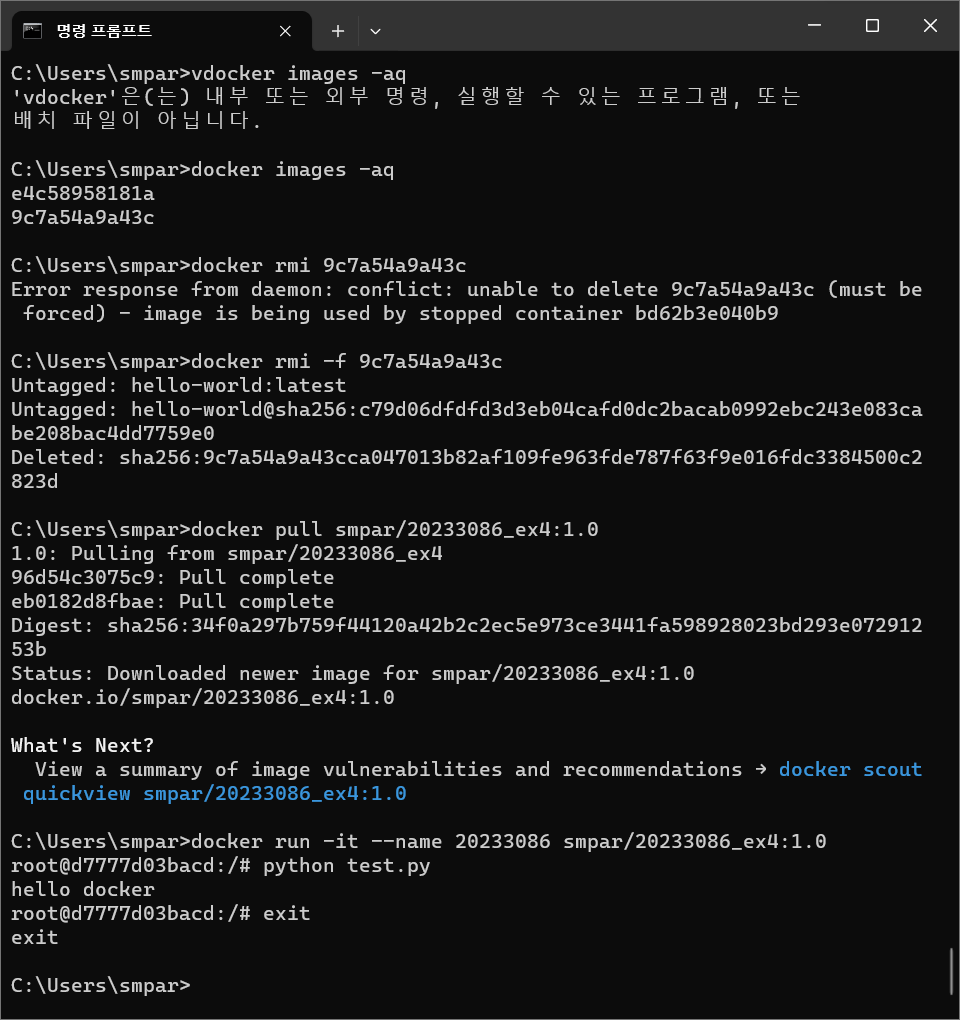 명령 프롬프트
C:\Users\smpar>vdocker images -aq
'vdocker'은(는) 내부 또는 외부 명령, 실행할 수 있는 프로그램, 또는
배치 파일이 아닙니다.
C:\Users\smpar>docker images -aq
e4c58958181a
9c7a54a9a43c
C:\Users\smpar>docker rmi 9c7a54a9a43c
Error response from daemon: conflict: unable to delete 9c7a54a9a43c (must be
forced) - image is being used by stopped container bd62b3e040b9
C:\Users\smpar>docker rmi -f 9c7a54a9a43c
Untagged: hello-world:latest
Untagged: hello-world@sha256:c79d06dfdfd3d3eb04cafd0dc2bacab0992ebc243e083ca
be208bac4dd7759e0
Deleted: sha256:9c7a54a9a43cca047013b82af109fe963fde787f63f9e016fdc3384500c2
823d
C:\Users\smpar>docker pull smpar/20233086_ex4:1.0
1.0: Pulling from smpar/20233086_ex4
96d54c3075c9: Pull complete
eb0182d8fbae: Pull complete
Digest: sha256:34f0a297b759f44120a42b2c2ec5e973ce3441fa598928023bd293e072912
53b
Status: Downloaded newer image for smpar/20233086_ex4:1.0
docker.io/smpar/20233086_ex4:1.0
What's Next?
View a summary of image vulnerabilities and recommendations → docker scout
quickview smpar/20233086_ex4:1.0
C:\Users\smpar>docker run -it --name 20233086 smpar/20233086_ex4:1.0
root@d7777d03bacd:/# python test.py
hello docker
root@d7777d03bacd:/# exit
exit
C:\Users\smpar>